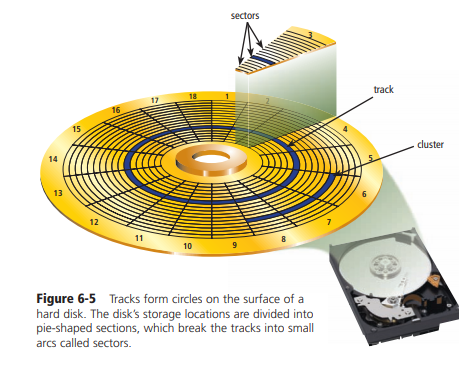 sectors
3
track
18
1
2
17
16
15
4
cluster
14
5
13
6
12
7
11
10
9
8
Figure 6-5 Tracks form circles on the surface of a
hard disk. The disk's storage locations are divided into
pie-shaped sections, which break the tracks into small
arcs called sectors.